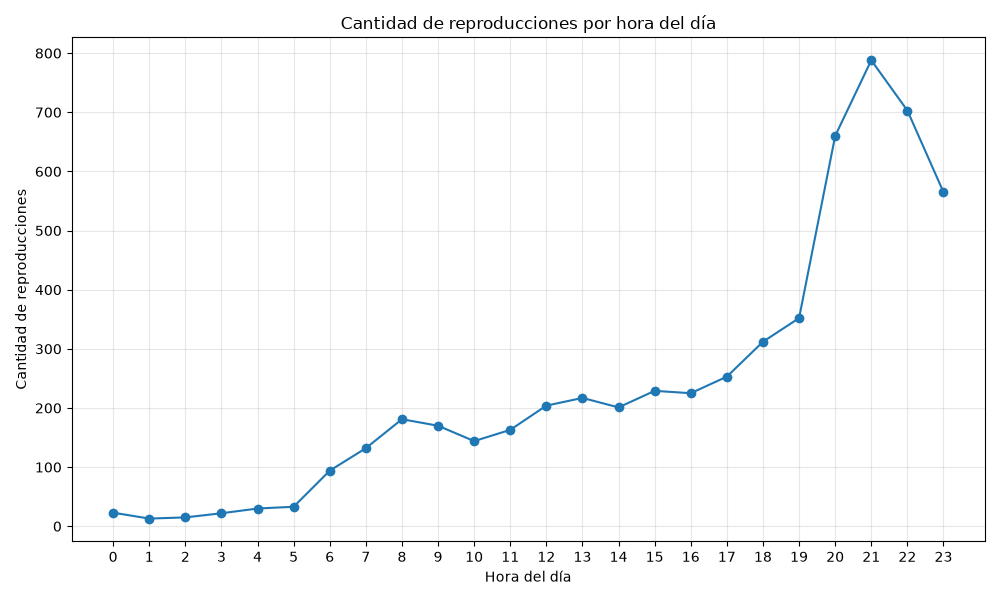 Cantidad de reproducciones por hora del día
Cantidad de reproducciones
800
700
600
500
400
300
200
100
0
0 1 2 3 4 5 6 7 8 9 10 11 12 13 14 15 16 17 18 19 20 21 22 23
Hora del día